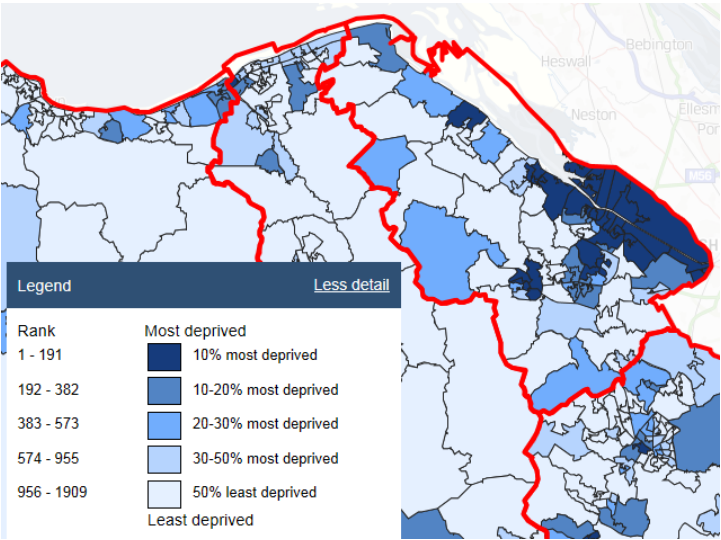 Bebington
Heswall
Neston
Ellesm
Por
M56
SH
Legend Less detail
Rank Most deprived
1 - 191 10% most deprived
192 - 382 10-20% most deprived
383 - 573 20-30% most deprived
574 - 955 30-50% most deprived
956 - 1909 50% least deprived
Least deprived